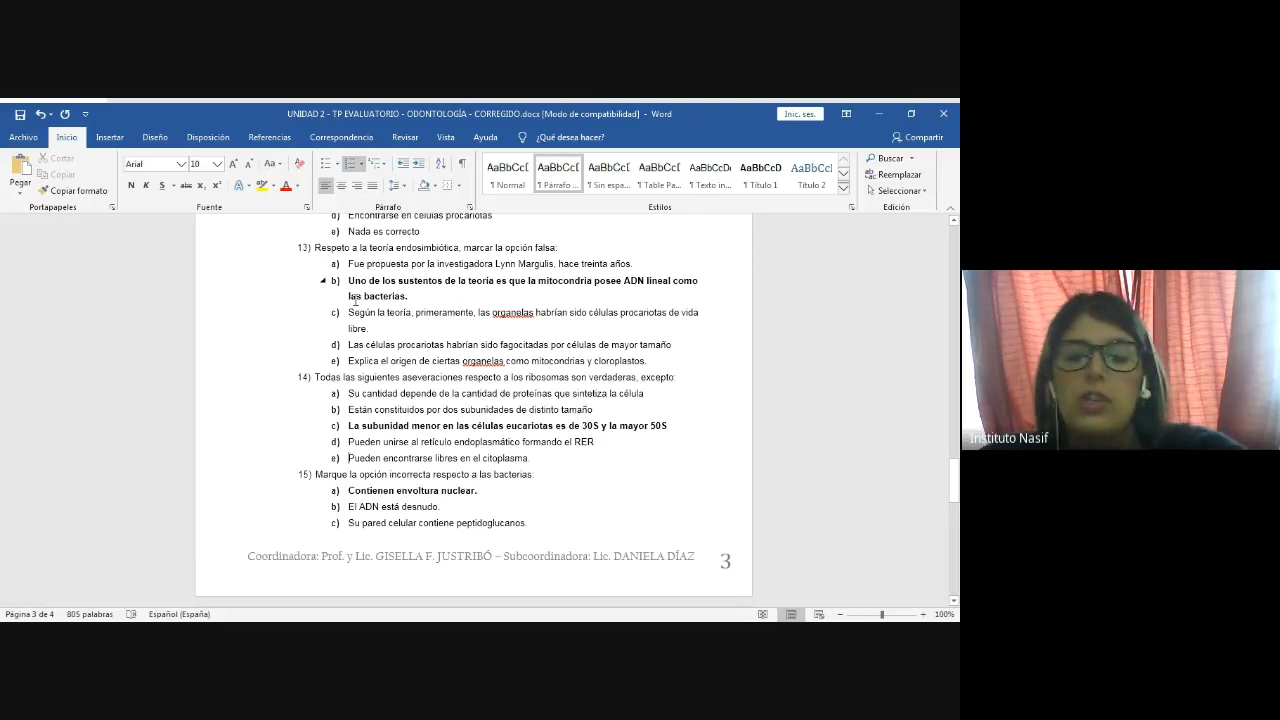 UNIDAD 2 - TP EVALUATORIO - ODONTOLOGÍA - CORREGIDO.docx [Modo de compatibilidad] - Word
Inic. ses.
Archivo Inicio Insertar Diseño Disposición Referencias Correspondencia Revisar Vista Ayuda ¿Qué desea hacer? Compartir
Pegar
Cortar
Copiar
Copiar formato
Portapapeles
Arial 10
Fuente
Párrafo
AaBbCcD AaBbCcD AaBbCcD AaBbCcD AaBbCcD AaBbCcD AaBbCcI
¶ Normal ¶ Párrafo ... ¶ Sin espa... ¶ Table Pa... ¶ Texto in... ¶ Título 1 Título 2
Estilos
Buscar
Reemplazar
Seleccionar
Edición
d) Encontrarse en células procariotas
e) Nada es correcto
13) Respeto a la teoría endosimbiótica, marcar la opción falsa:
a) Fue propuesta por la investigadora Lynn Margulis, hace treinta años.
b) Uno de los sustentos de la teoría es que la mitocondria posee ADN lineal como
las bacterias.
c) Según la teoría, primeramente, las organelas habrían sido células procariotas de vida
libre.
d) Las células procariotas habrían sido fagocitadas por células de mayor tamaño
e) Explica el origen de ciertas organelas como mitocondrias y cloroplastos.
14) Todas las siguientes aseveraciones respecto a los ribosomas son verdaderas, excepto:
a) Su cantidad depende de la cantidad de proteínas que sintetiza la célula
b) Están constituidos por dos subunidades de distinto tamaño
c) La subunidad menor en las células eucariotas es de 30S y la mayor 50S
d) Pueden unirse al retículo endoplasmático formando el RER
e) Pueden encontrarse libres en el citoplasma.
15) Marque la opción incorrecta respecto a las bacterias:
a) Contienen envoltura nuclear.
b) El ADN está desnudo.
c) Su pared celular contiene peptidoglucanos.
Coordinadora: Prof. y Lic. GISELLA F. JUSTRIBÓ – Subcoordinadora: Lic. DANIELA DÍAZ 3
Página 3 de 4 805 palabras Español (España) 100%
Instituto Nasif